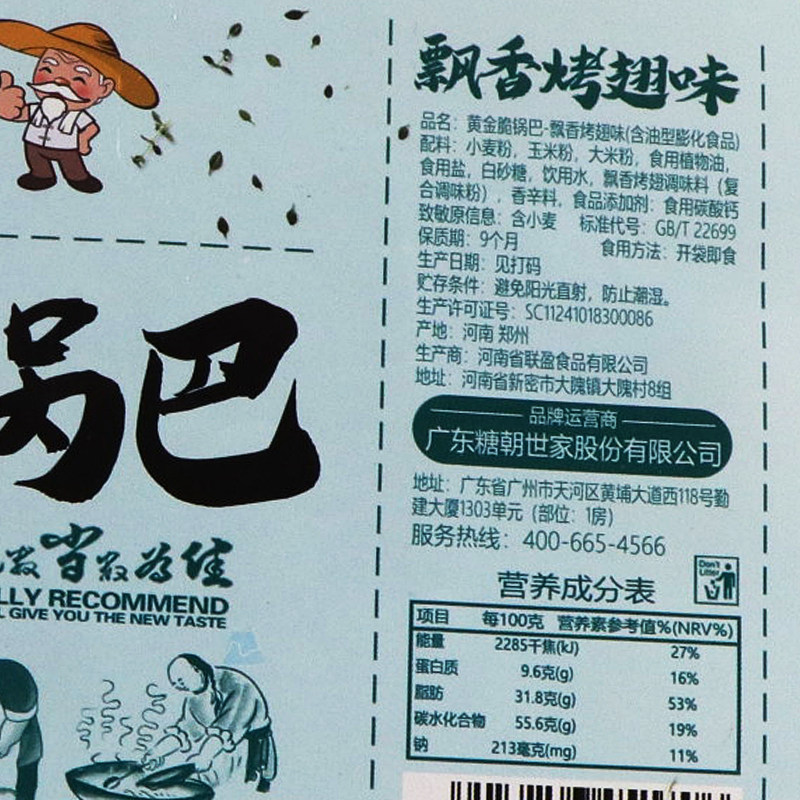 锅巴
LLY RECOMMEND
L GIVE YOU THE NEW TASTE
飘香烤翅味
品名：黄金脆锅巴-飘香烤翅味(含油型膨化食品)
配料：小麦粉，玉米粉，大米粉，食用植物油，
食用盐，白砂糖，饮用水，飘香烤翅调味料（复
合调味粉），香辛料，食品添加剂：食用碳酸钙
致敏原信息：含小麦 标准代号：GB/T 22699
保质期：9个月 食用方法：开袋即食
生产日期：见打码
贮存条件：避免阳光直射，防止潮湿。
生产许可证号：SC11241018300086
产地：河南 郑州
生产商：河南省联盈食品有限公司
地址：河南省新密市大隗镇大隗村8组
品牌运营商
广东糖朝世家股份有限公司
地址：广东省广州市天河区黄埔大道西118号勤
建大厦1303单元（部位：1房）
服务热线：400-665-4566
Don't Litter
营养成分表
项目 每100克 营养素参考值%(NRV%)
能量 2285千焦(kJ) 27%
蛋白质 9.6克(g) 16%
脂肪 31.8克(g) 53%
碳水化合物 55.6克(g) 19%
钠 213毫克(mg) 11%